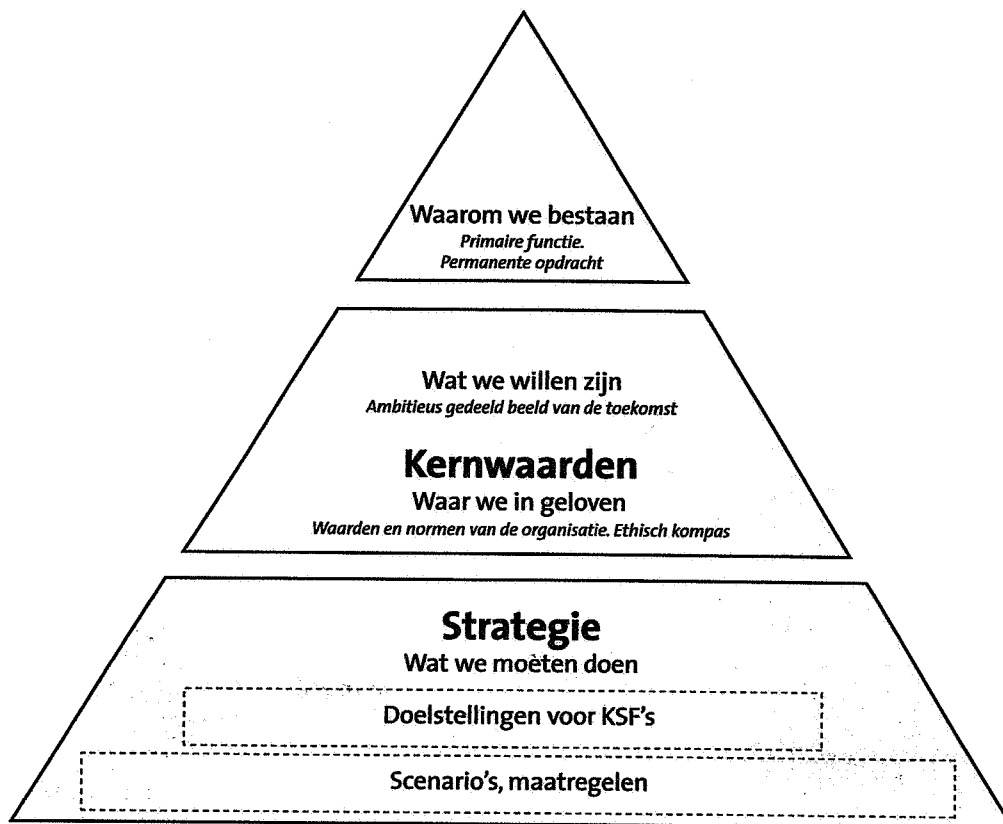 Waarom we bestaan
Primaire functie.
Permanente opdracht
Wat we willen zijn
Ambitieus gedeeld beeld van de toekomst
Kernwaarden
Waar we in geloven
Waarden en normen van de organisatie. Ethisch kompas
Strategie
Wat we moeten doen
Doelstellingen voor KSF's
Scenario's, maatregelen